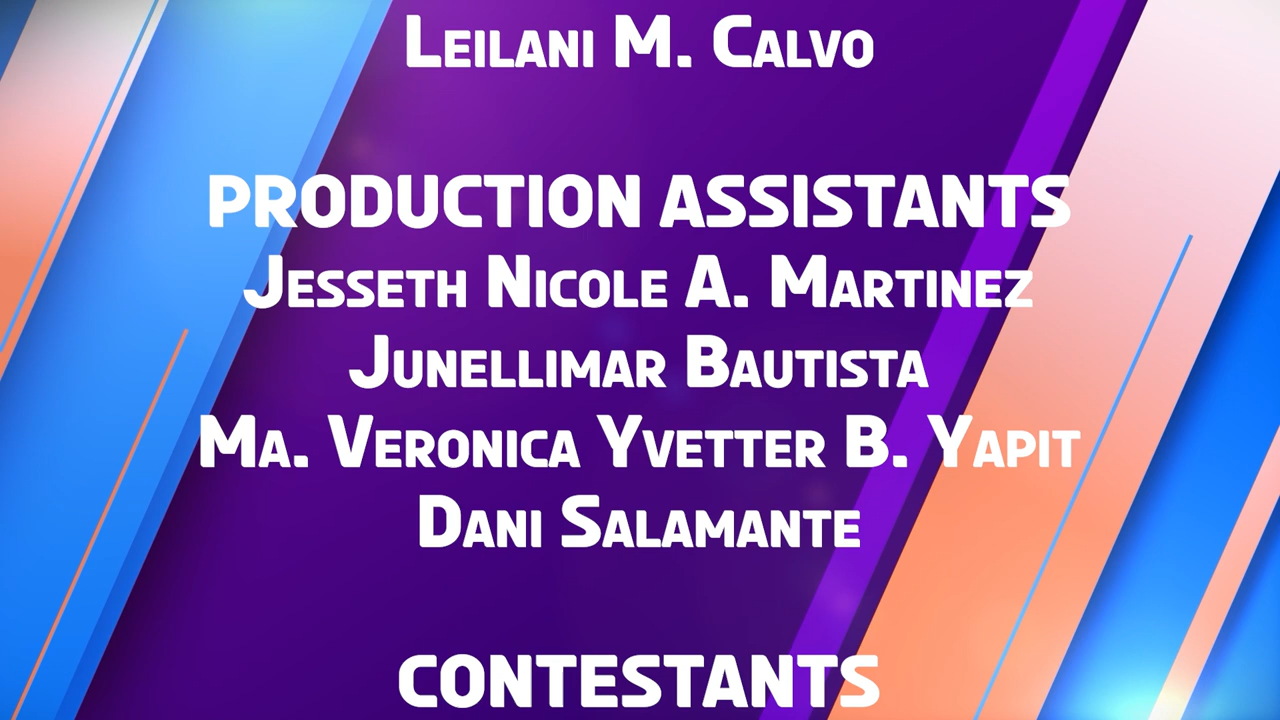 Leilani M. Calvo
PRODUCTION ASSISTANTS
Jesseth Nicole A. Martinez
Junellimar Bautista
Ma. Veronica Yvetter B. Yapit
Dani Salamante
CONTESTANTS